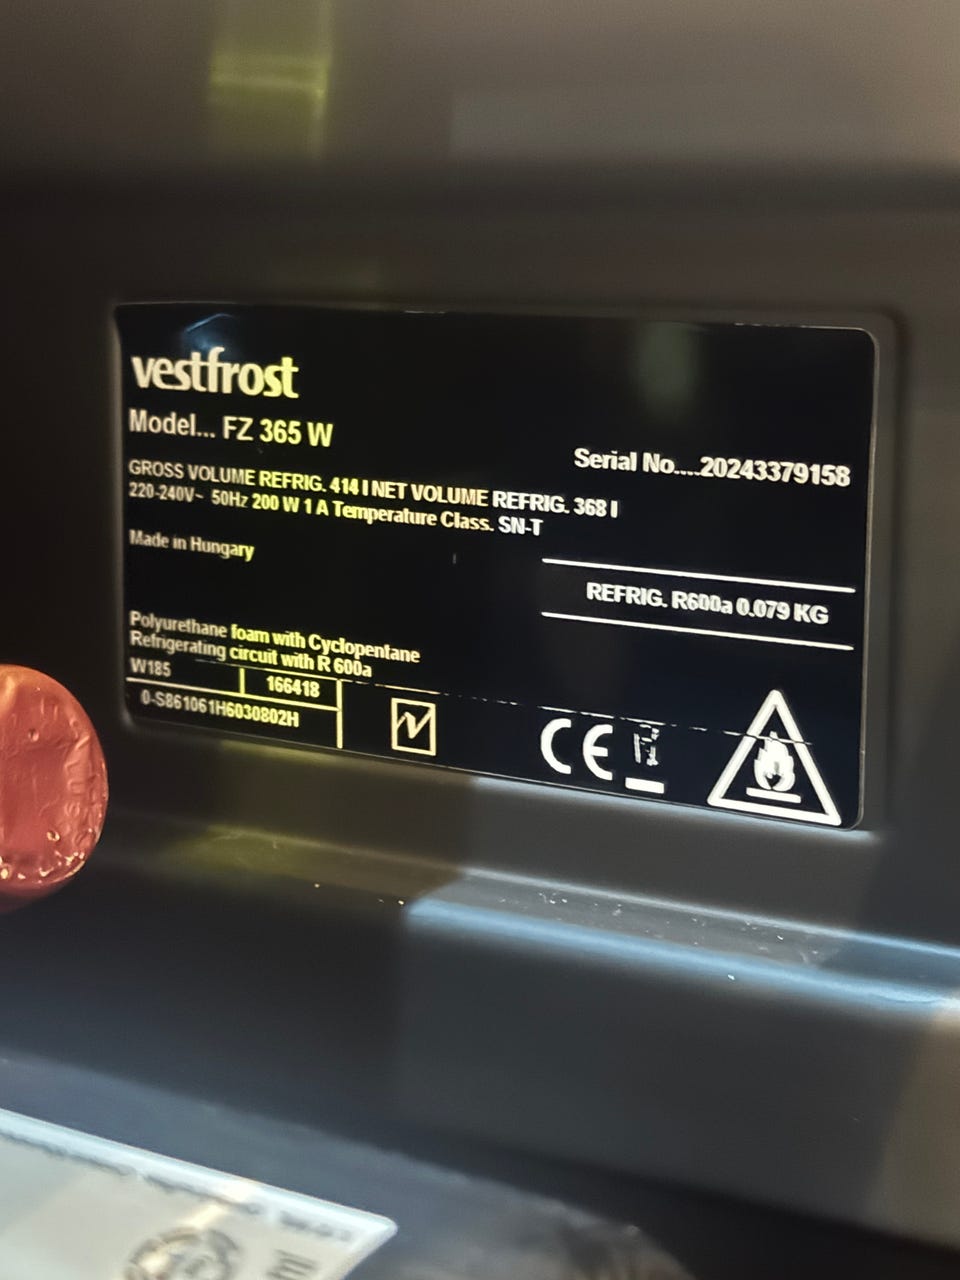 vestfrost
Model... FZ 365 W
Serial No....20243379158
GROSS VOLUME REFRIG. 414 l NET VOLUME REFRIG. 368 l
220-240V~ 50Hz 200 W 1 A Temperature Class. SN-T
Made in Hungary
REFRIG. R600a 0.079 KG
Polyurethane foam with Cyclopentane
Refrigerating circuit with R 600a
W185 166418
0-S861061H6030802H
CE